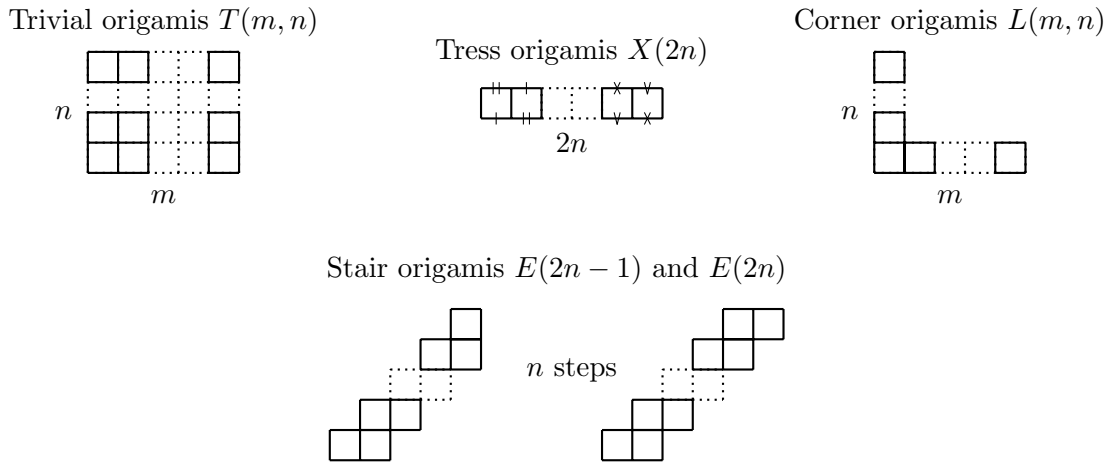 Trivial origamis T(m, n)
Tress origamis X(2n)
Corner origamis L(m, n)
n
m
2n
n
m
Stair origamis E(2n − 1) and E(2n)
n steps